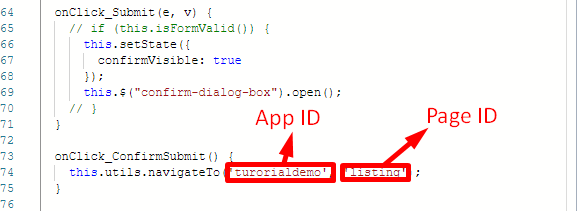 64 onClick_Submit(e, v) {
65 // if (this.isFormValid()) {
66 this.setState({
67 confirmVisible: true
68 });
69 this.$("confirm-dialog-box").open();
70 // }
71 }
App ID
Page ID
72
73 onClick_ConfirmSubmit() {
74 this.utils.navigateTo('turorialdemo' 'listing' ;
75 }
76